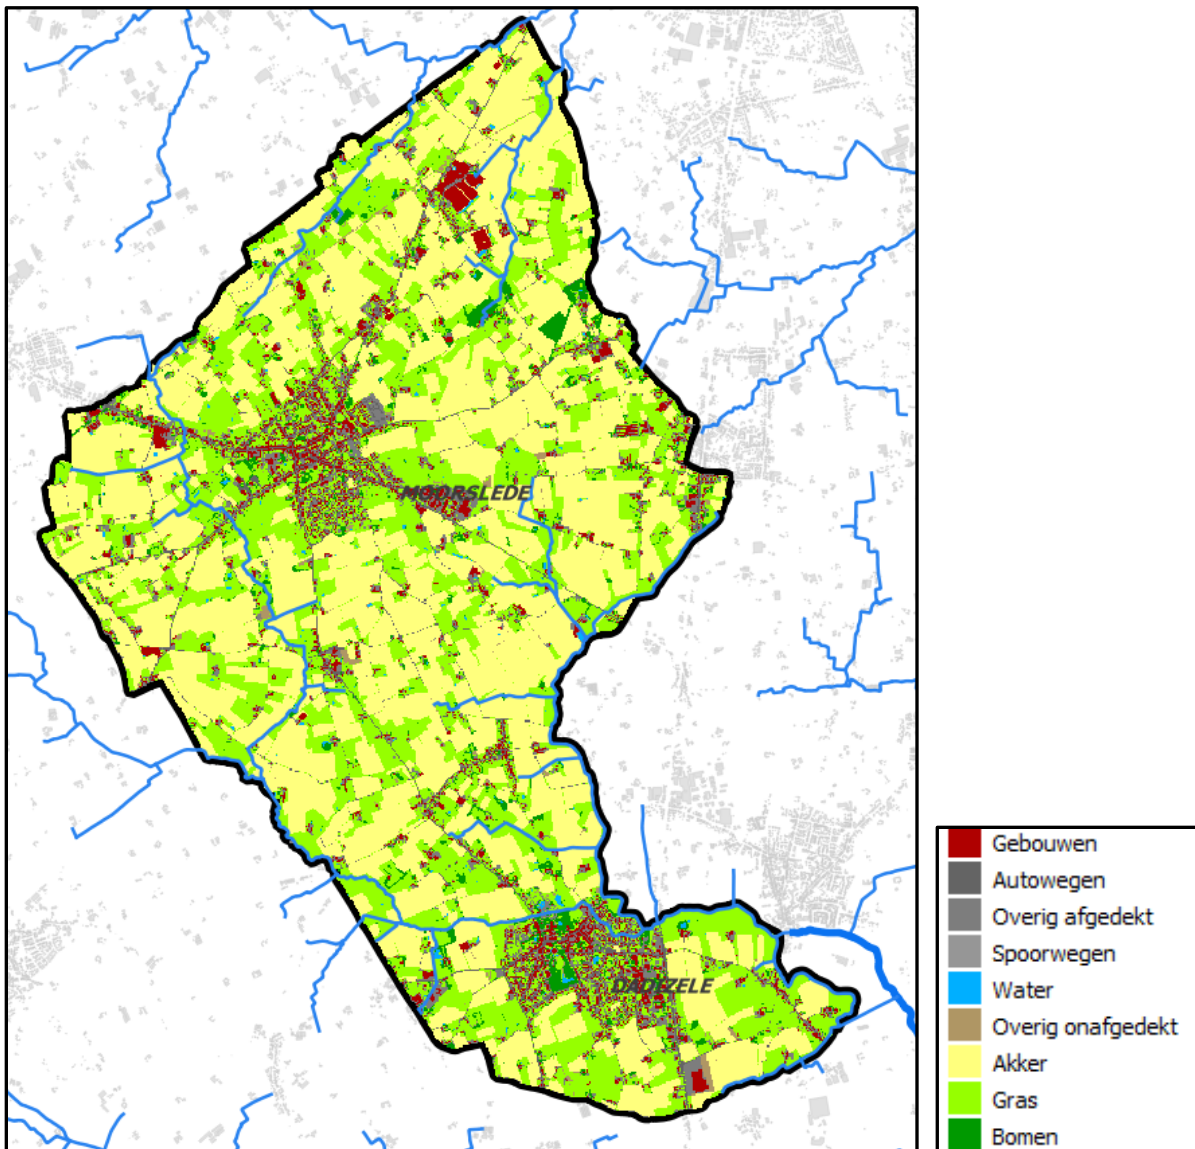 MOORSLEDE
DADIZELE
Gebouwen
Autowegen
Overig afgedekt
Spoorwegen
Water
Overig onafgedekt
Akker
Gras
Bomen